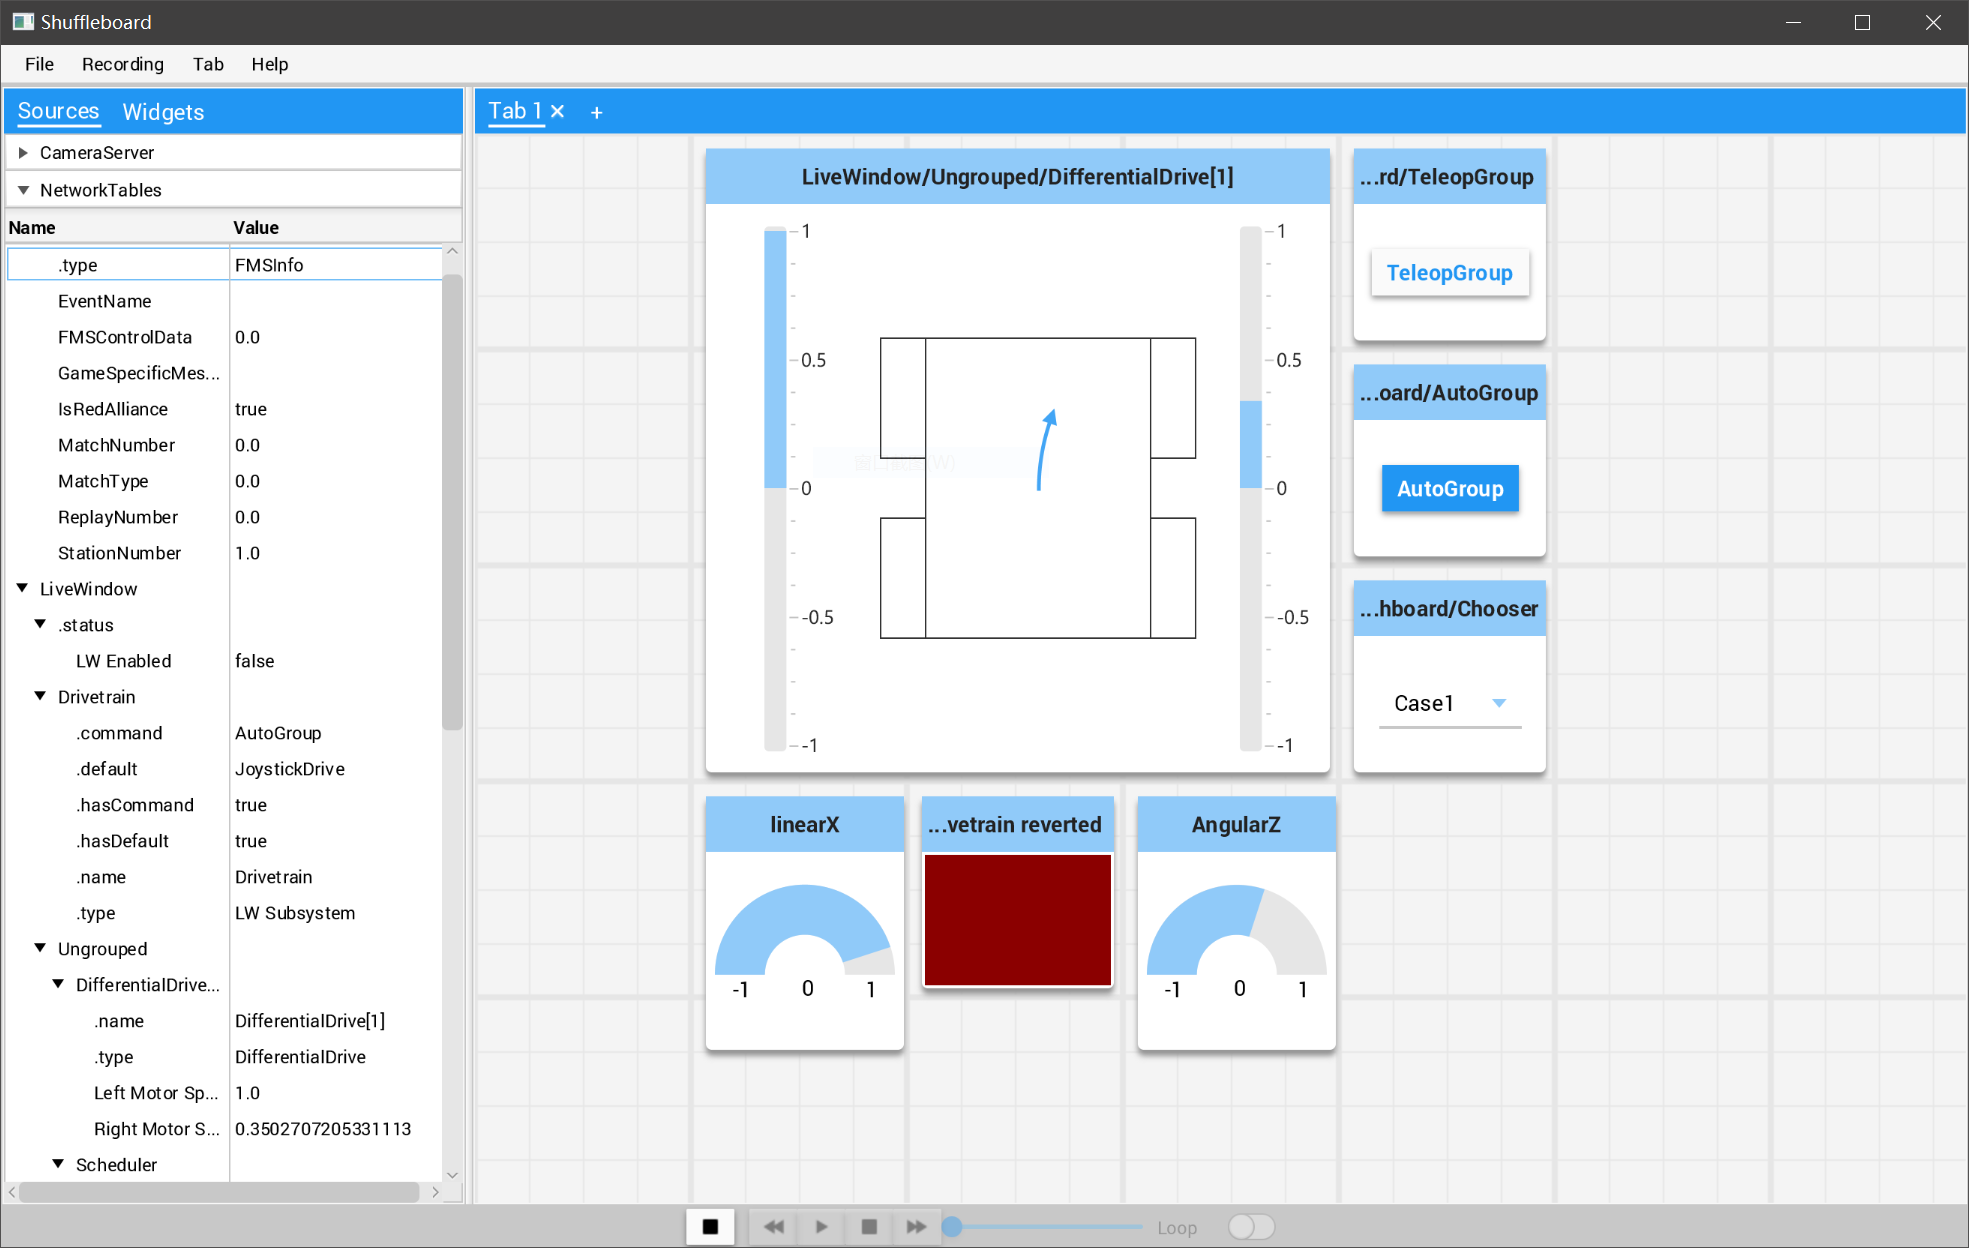 Shuffleboard
File Recording Tab Help
Sources Widgets
CameraServer
NetworkTables
Name Value
.type FMSInfo
EventName
FMSControlData 0.0
GameSpecificMes...
IsRedAlliance true
MatchNumber 0.0
MatchType 0.0
ReplayNumber 0.0
StationNumber 1.0
LiveWindow
.status
LW Enabled false
Drivetrain
.command AutoGroup
.default JoystickDrive
.hasCommand true
.hasDefault true
.name Drivetrain
.type LW Subsystem
Ungrouped
DifferentialDrive...
.name DifferentialDrive[1]
.type DifferentialDrive
Left Motor Sp... 1.0
Right Motor S... 0.3502707205331113
Scheduler
Tab 1 +
LiveWindow/Ungrouped/DifferentialDrive[1]
1
0.5
0
-0.5
-1
窗口截图(W)
1
0.5
0
-0.5
-1
...rd/TeleopGroup
TeleopGroup
...oard/AutoGroup
AutoGroup
...hboard/Chooser
Case1
linearX
-1 0 1
...vetrain reverted
AngularZ
-1 0 1
Loop